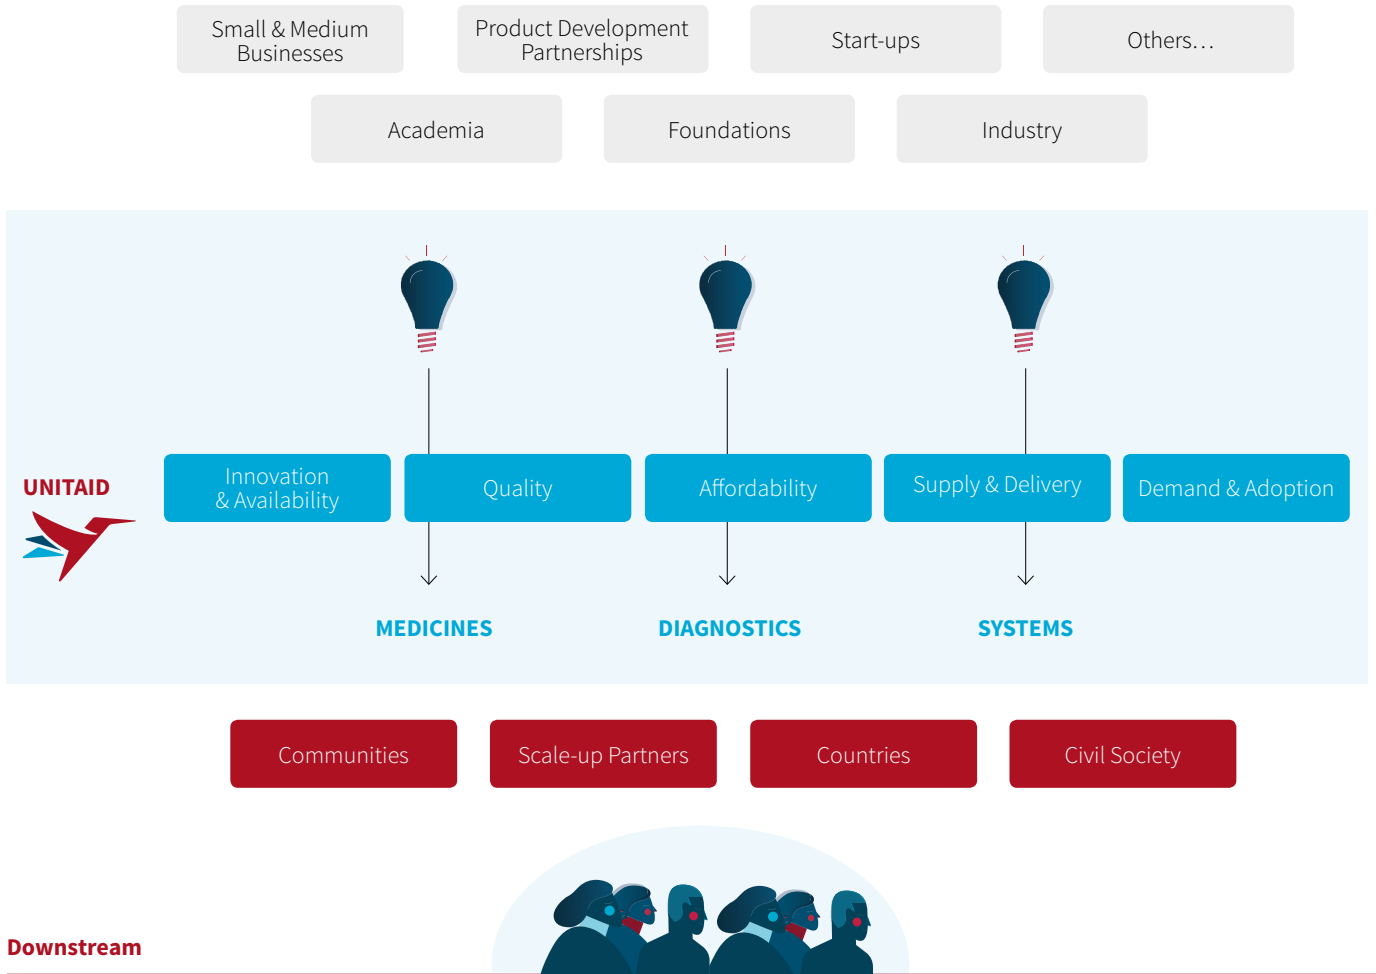 Small & Medium
Businesses
Product Development
Partnerships
Start-ups
Others…
Academia
Foundations
Industry
UNITAID
Innovation
& Availability
Quality
Affordability
Supply & Delivery
Demand & Adoption
MEDICINES
DIAGNOSTICS
SYSTEMS
Communities
Scale-up Partners
Countries
Civil Society
Downstream